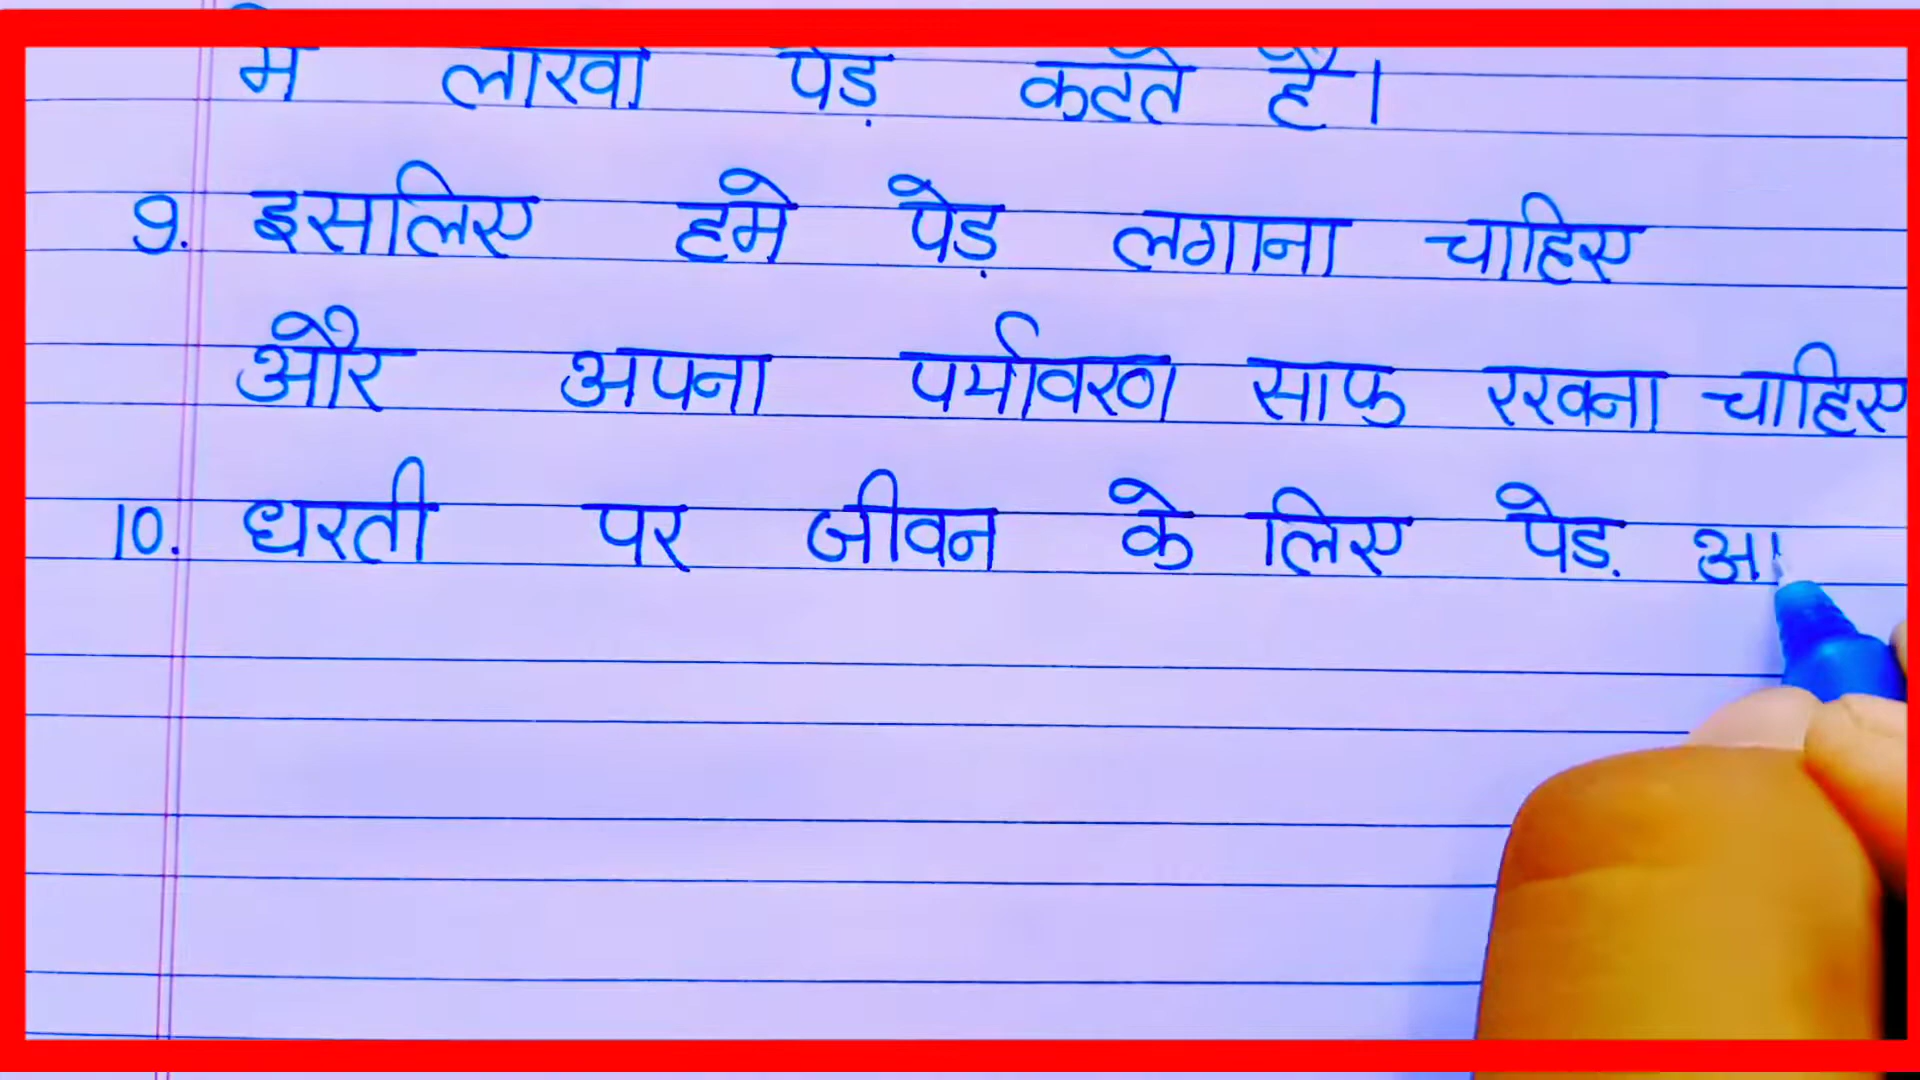 मे लाखो पेड़ कटते है।
9. इसलिए हमे पेड़ लगाना चाहिए
और अपना पर्यावरण साफ रखना चाहिए
10. धरती पर जीवन के लिए पेड़ आ